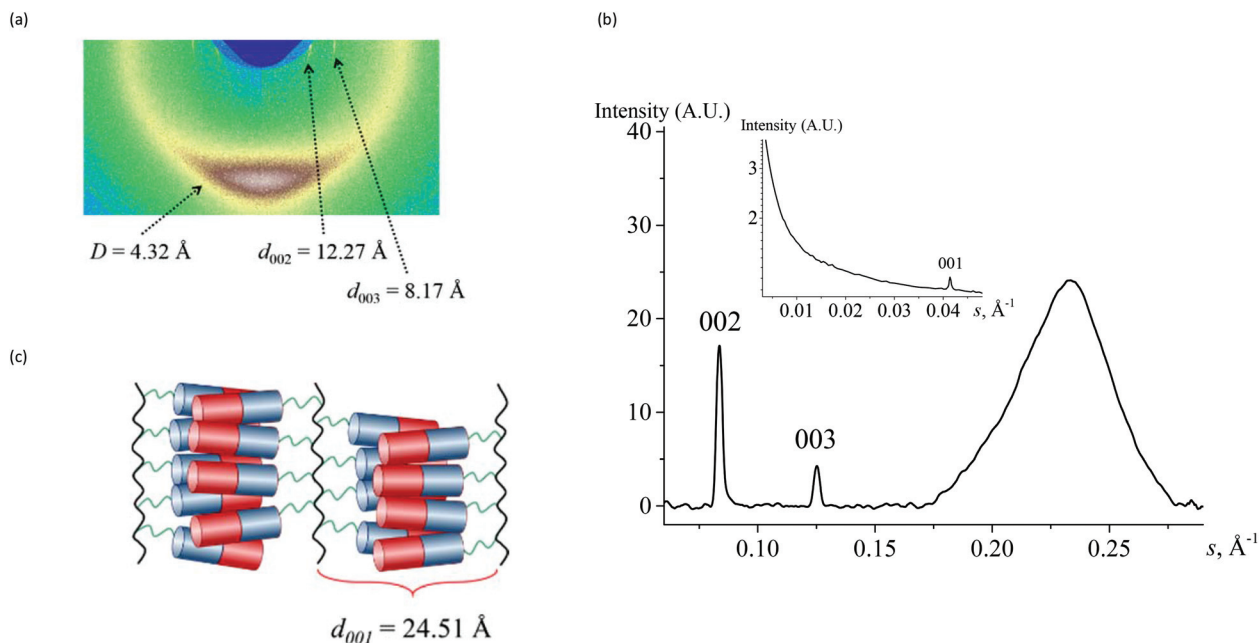 (a)
D = 4.32 Å
d002 = 12.27 Å
d003 = 8.17 Å
(b)
Intensity (A.U.)
40
30
20
10
0
0.10
0.15
0.20
0.25
s, Å-1
002
003
Intensity (A.U.)
3
2
001
0.01
0.02
0.03
0.04
s, Å-1
(c)
d001 = 24.51 Å